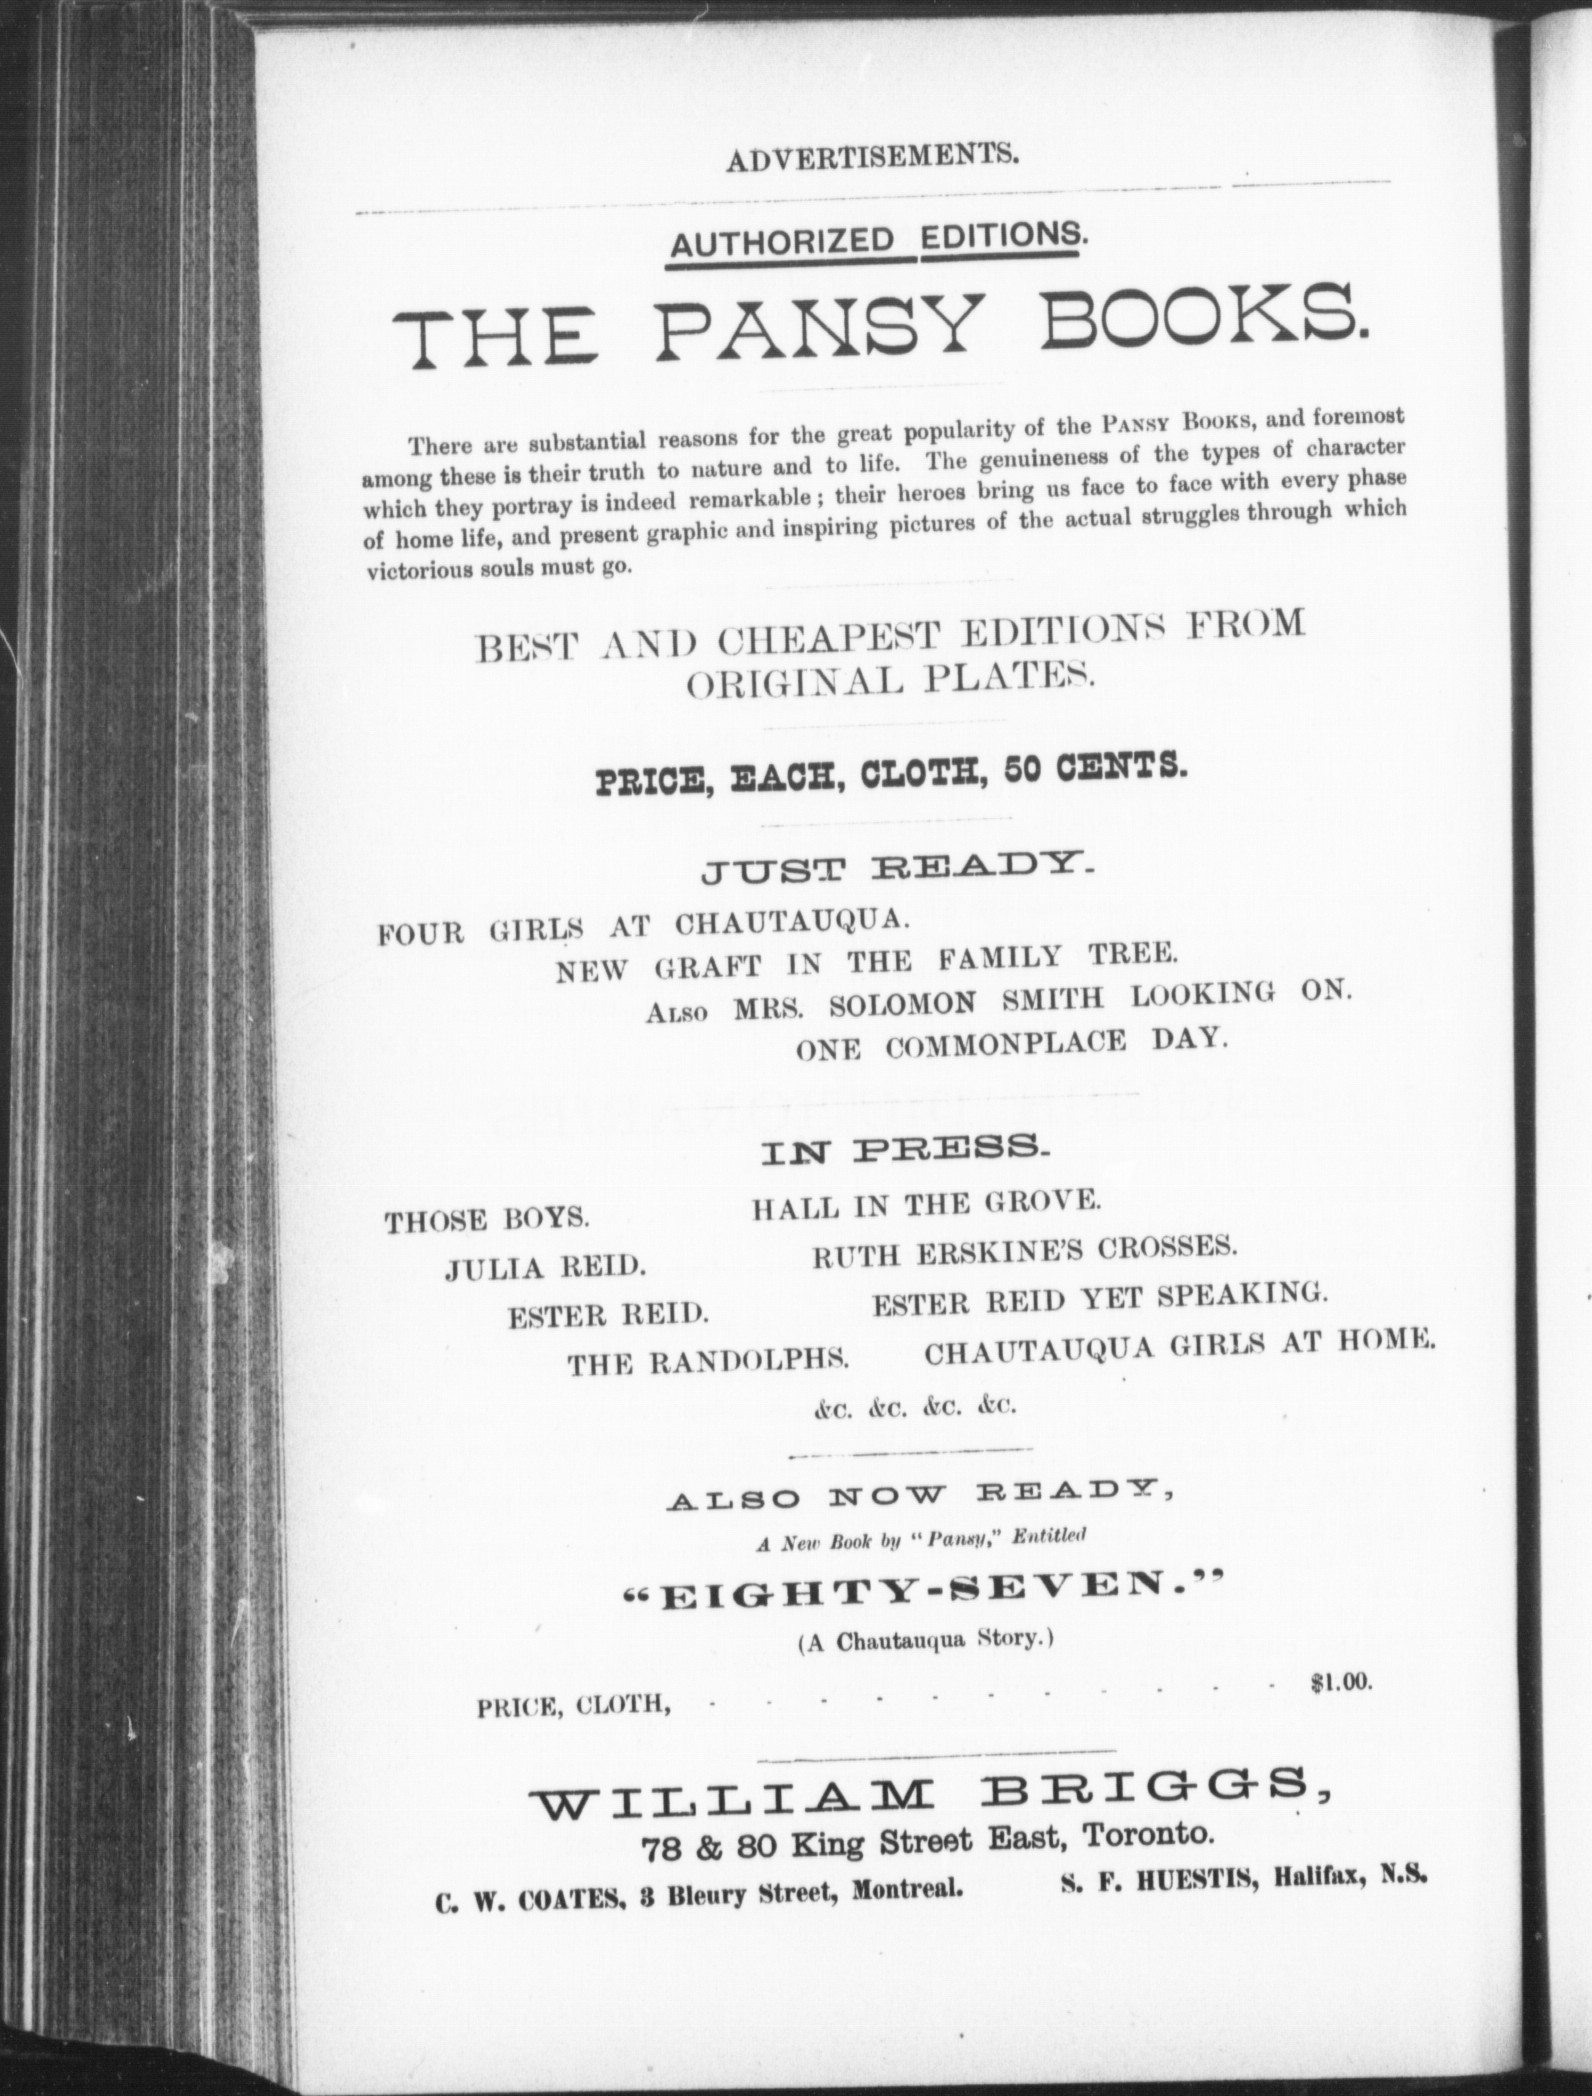 ADVERTISEMENTS.
AUTHORIZED EDITIONS.
THE PANSY BOOKS.
There are substantial reasons for the great popularity of the PANSY BOOKS, and foremost
among these is their truth to nature and to life. The genuineness of the types of character
which they portray is indeed remarkable; their heroes bring us face to face with every phase
of home life, and present graphic and inspiring pictures of the actual struggles through which
victorious souls must go.
BEST AND CHEAPEST EDITIONS FROM
ORIGINAL PLATES.
PRICE, EACH, CLOTH, 50 CENTS.
JUST READY.
FOUR GIRLS AT CHAUTAUQUA.
NEW GRAFT IN THE FAMILY TREE.
ALSO MRS. SOLOMON SMITH LOOKING ON.
ONE COMMONPLACE DAY.
IN PRESS.
THOSE BOYS. HALL IN THE GROVE.
JULIA REID. RUTH ERSKINE'S CROSSES.
ESTER REID. ESTER REID YET SPEAKING.
THE RANDOLPHS. CHAUTAUQUA GIRLS AT HOME.
&c. &c. &c. &c.
ALSO NOW READY,
A New Book by "Pansy," Entitled
"EIGHTY-SEVEN."
(A Chautauqua Story.)
PRICE, CLOTH, - - - - - - - - - - - $1.00.
WILLIAM BRIGGS,
78 & 80 King Street East, Toronto.
C. W. COATES, 3 Bleury Street, Montreal. S. F. HUESTIS, Halifax, N.S.